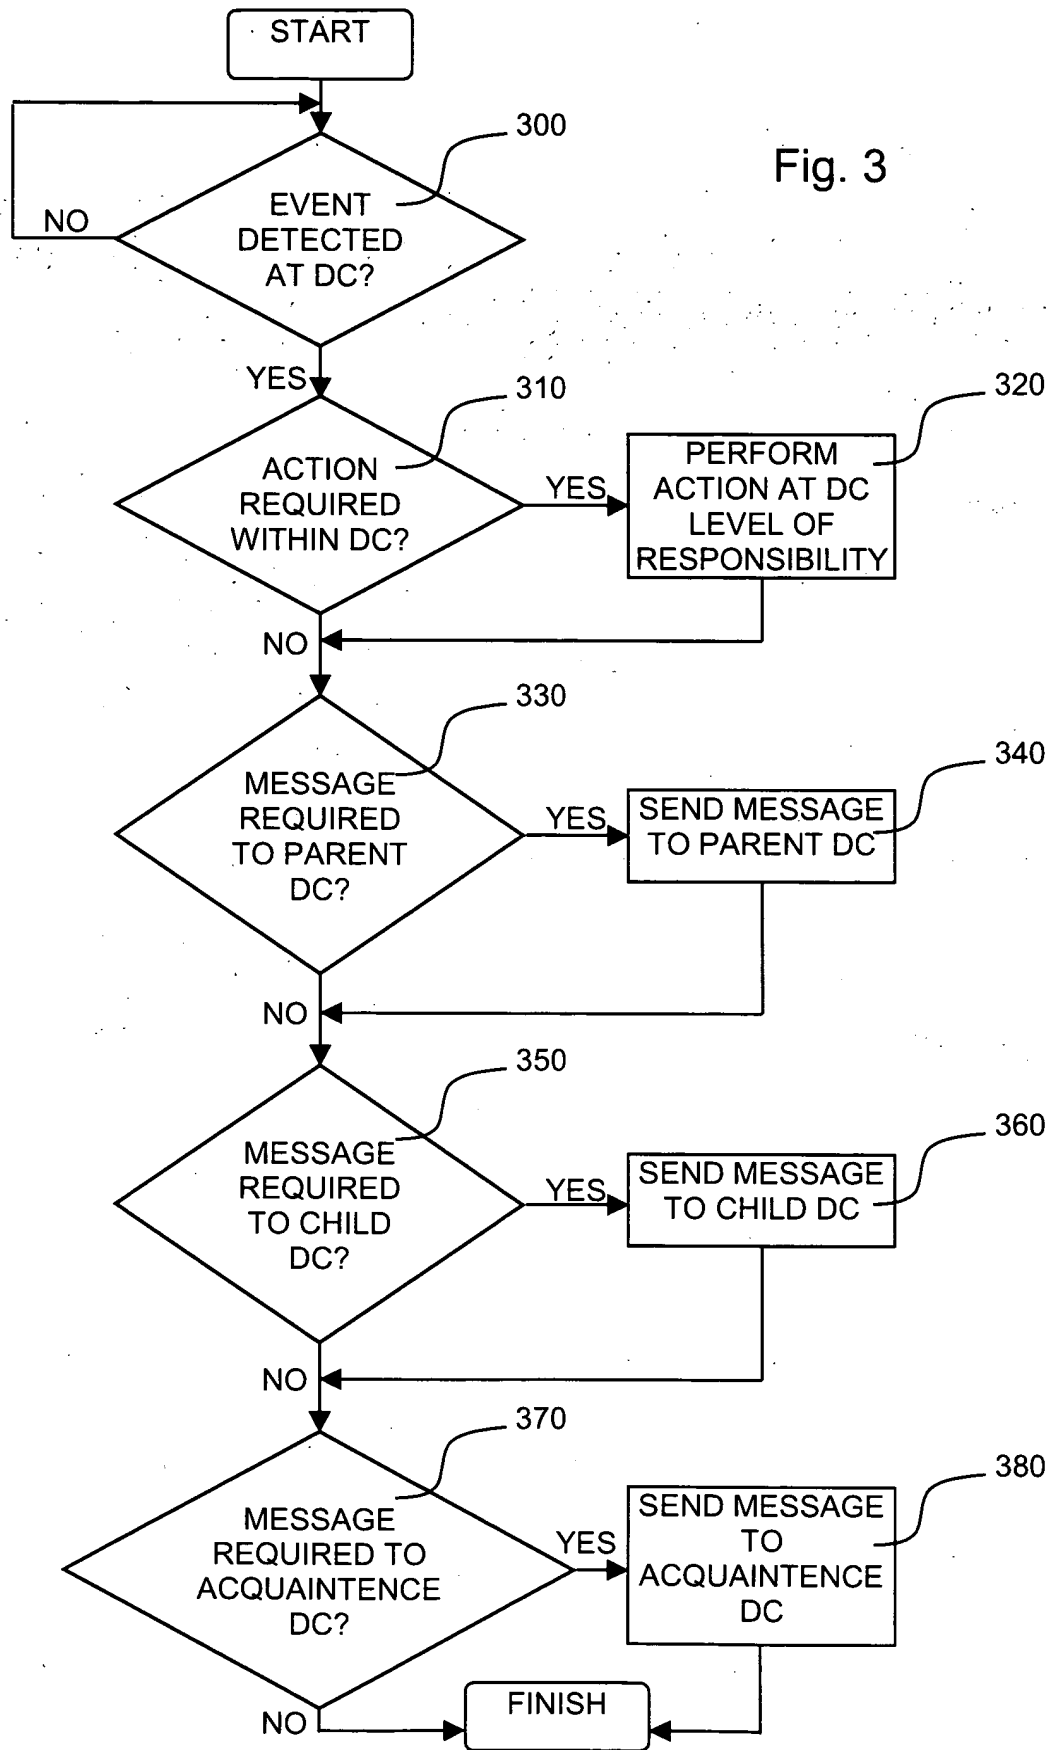 START
300
Fig. 3
EVENT
DETECTED
AT DC?
NO
YES
310
320
ACTION
REQUIRED
WITHIN DC?
YES
PERFORM
ACTION AT DC
LEVEL OF
RESPONSIBILITY
NO
330
340
MESSAGE
REQUIRED
TO PARENT
DC?
YES
SEND MESSAGE
TO PARENT DC
NO
350
360
MESSAGE
REQUIRED
TO CHILD
DC?
YES
SEND MESSAGE
TO CHILD DC
NO
370
380
MESSAGE
REQUIRED TO
ACQUAINTENCE
DC?
YES
SEND MESSAGE
TO
ACQUAINTENCE
DC
NO
FINISH